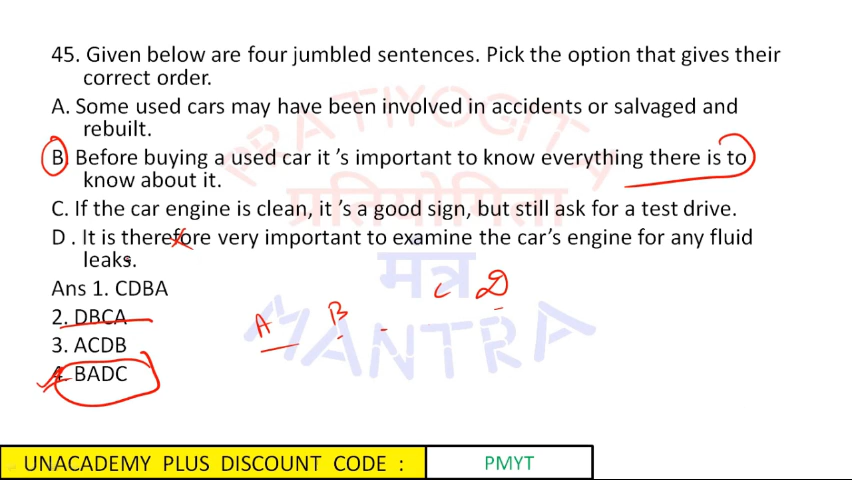 45. Given below are four jumbled sentences. Pick the option that gives their
correct order.
A. Some used cars may have been involved in accidents or salvaged and
rebuilt.
B. Before buying a used car it 's important to know everything there is to
know about it.
C. If the car engine is clean, it 's a good sign, but still ask for a test drive.
D . It is therefore very important to examine the car's engine for any fluid
leaks.
Ans 1. CDBA
2. DBCA
3. ACDB
4. BADC
A B C D
PRATIYOGITA
प्रतियोगिता
मंत्र
MANTRA
UNACADEMY PLUS DISCOUNT CODE : PMYT